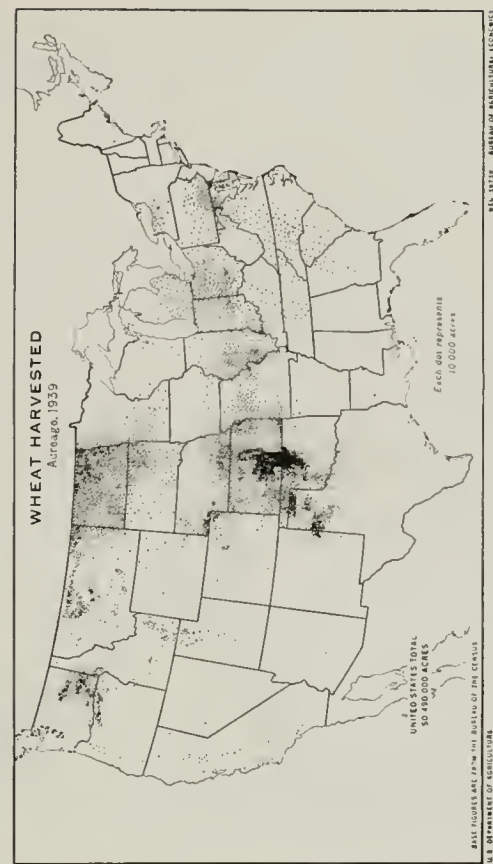 WHEAT HARVESTED
Acreage, 1939
Each dot represents
10 000 acres
UNITED STATES TOTAL
50 490 000 ACRES
BASE FIGURES ARE FROM THE BUREAU OF THE CENSUS
U.S. DEPARTMENT OF AGRICULTURE
BUREAU OF AGRICULTURAL ECONOMICS